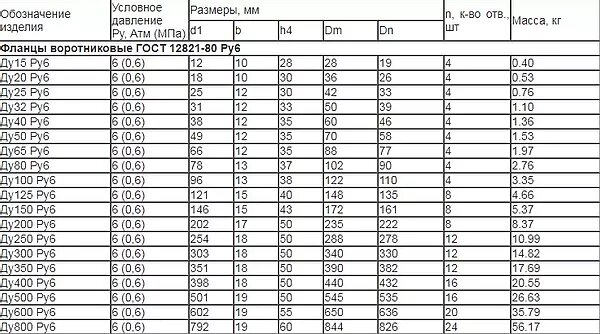 Обозначение изделия Условное давление Ру, Атм (МПа) Размеры, мм n, к-во отв., шт Масса, кг
d1 b h4 Dm Dn
Фланцы воротниковые ГОСТ 12821-80 Ру6
Ду15 Ру6 6 (0,6) 12 10 28 28 19 4 0.40
Ду20 Ру6 6 (0,6) 18 10 30 36 26 4 0.53
Ду25 Ру6 6 (0,6) 25 12 30 42 33 4 0.76
Ду32 Ру6 6 (0,6) 31 12 33 50 39 4 1.10
Ду40 Ру6 6 (0,6) 38 12 35 60 46 4 1.36
Ду50 Ру6 6 (0,6) 49 12 35 70 58 4 1.53
Ду65 Ру6 6 (0,6) 66 12 35 88 77 4 1.97
Ду80 Ру6 6 (0,6) 78 13 37 102 90 4 2.76
Ду100 Ру6 6 (0,6) 96 13 38 122 110 4 3.35
Ду125 Ру6 6 (0,6) 121 15 40 148 135 8 4.66
Ду150 Ру6 6 (0,6) 146 15 43 172 161 8 5.37
Ду200 Ру6 6 (0,6) 202 17 50 235 222 8 8.37
Ду250 Ру6 6 (0,6) 254 18 50 288 278 12 10.99
Ду300 Ру6 6 (0,6) 303 18 50 340 330 12 14.82
Ду350 Ру6 6 (0,6) 351 18 50 390 382 12 17.69
Ду400 Ру6 6 (0,6) 398 18 50 440 432 16 20.55
Ду500 Ру6 6 (0,6) 501 19 50 545 535 16 26.63
Ду600 Ру6 6 (0,6) 602 19 55 650 636 20 35.79
Ду800 Ру6 6 (0,6) 792 19 60 844 826 24 56.17